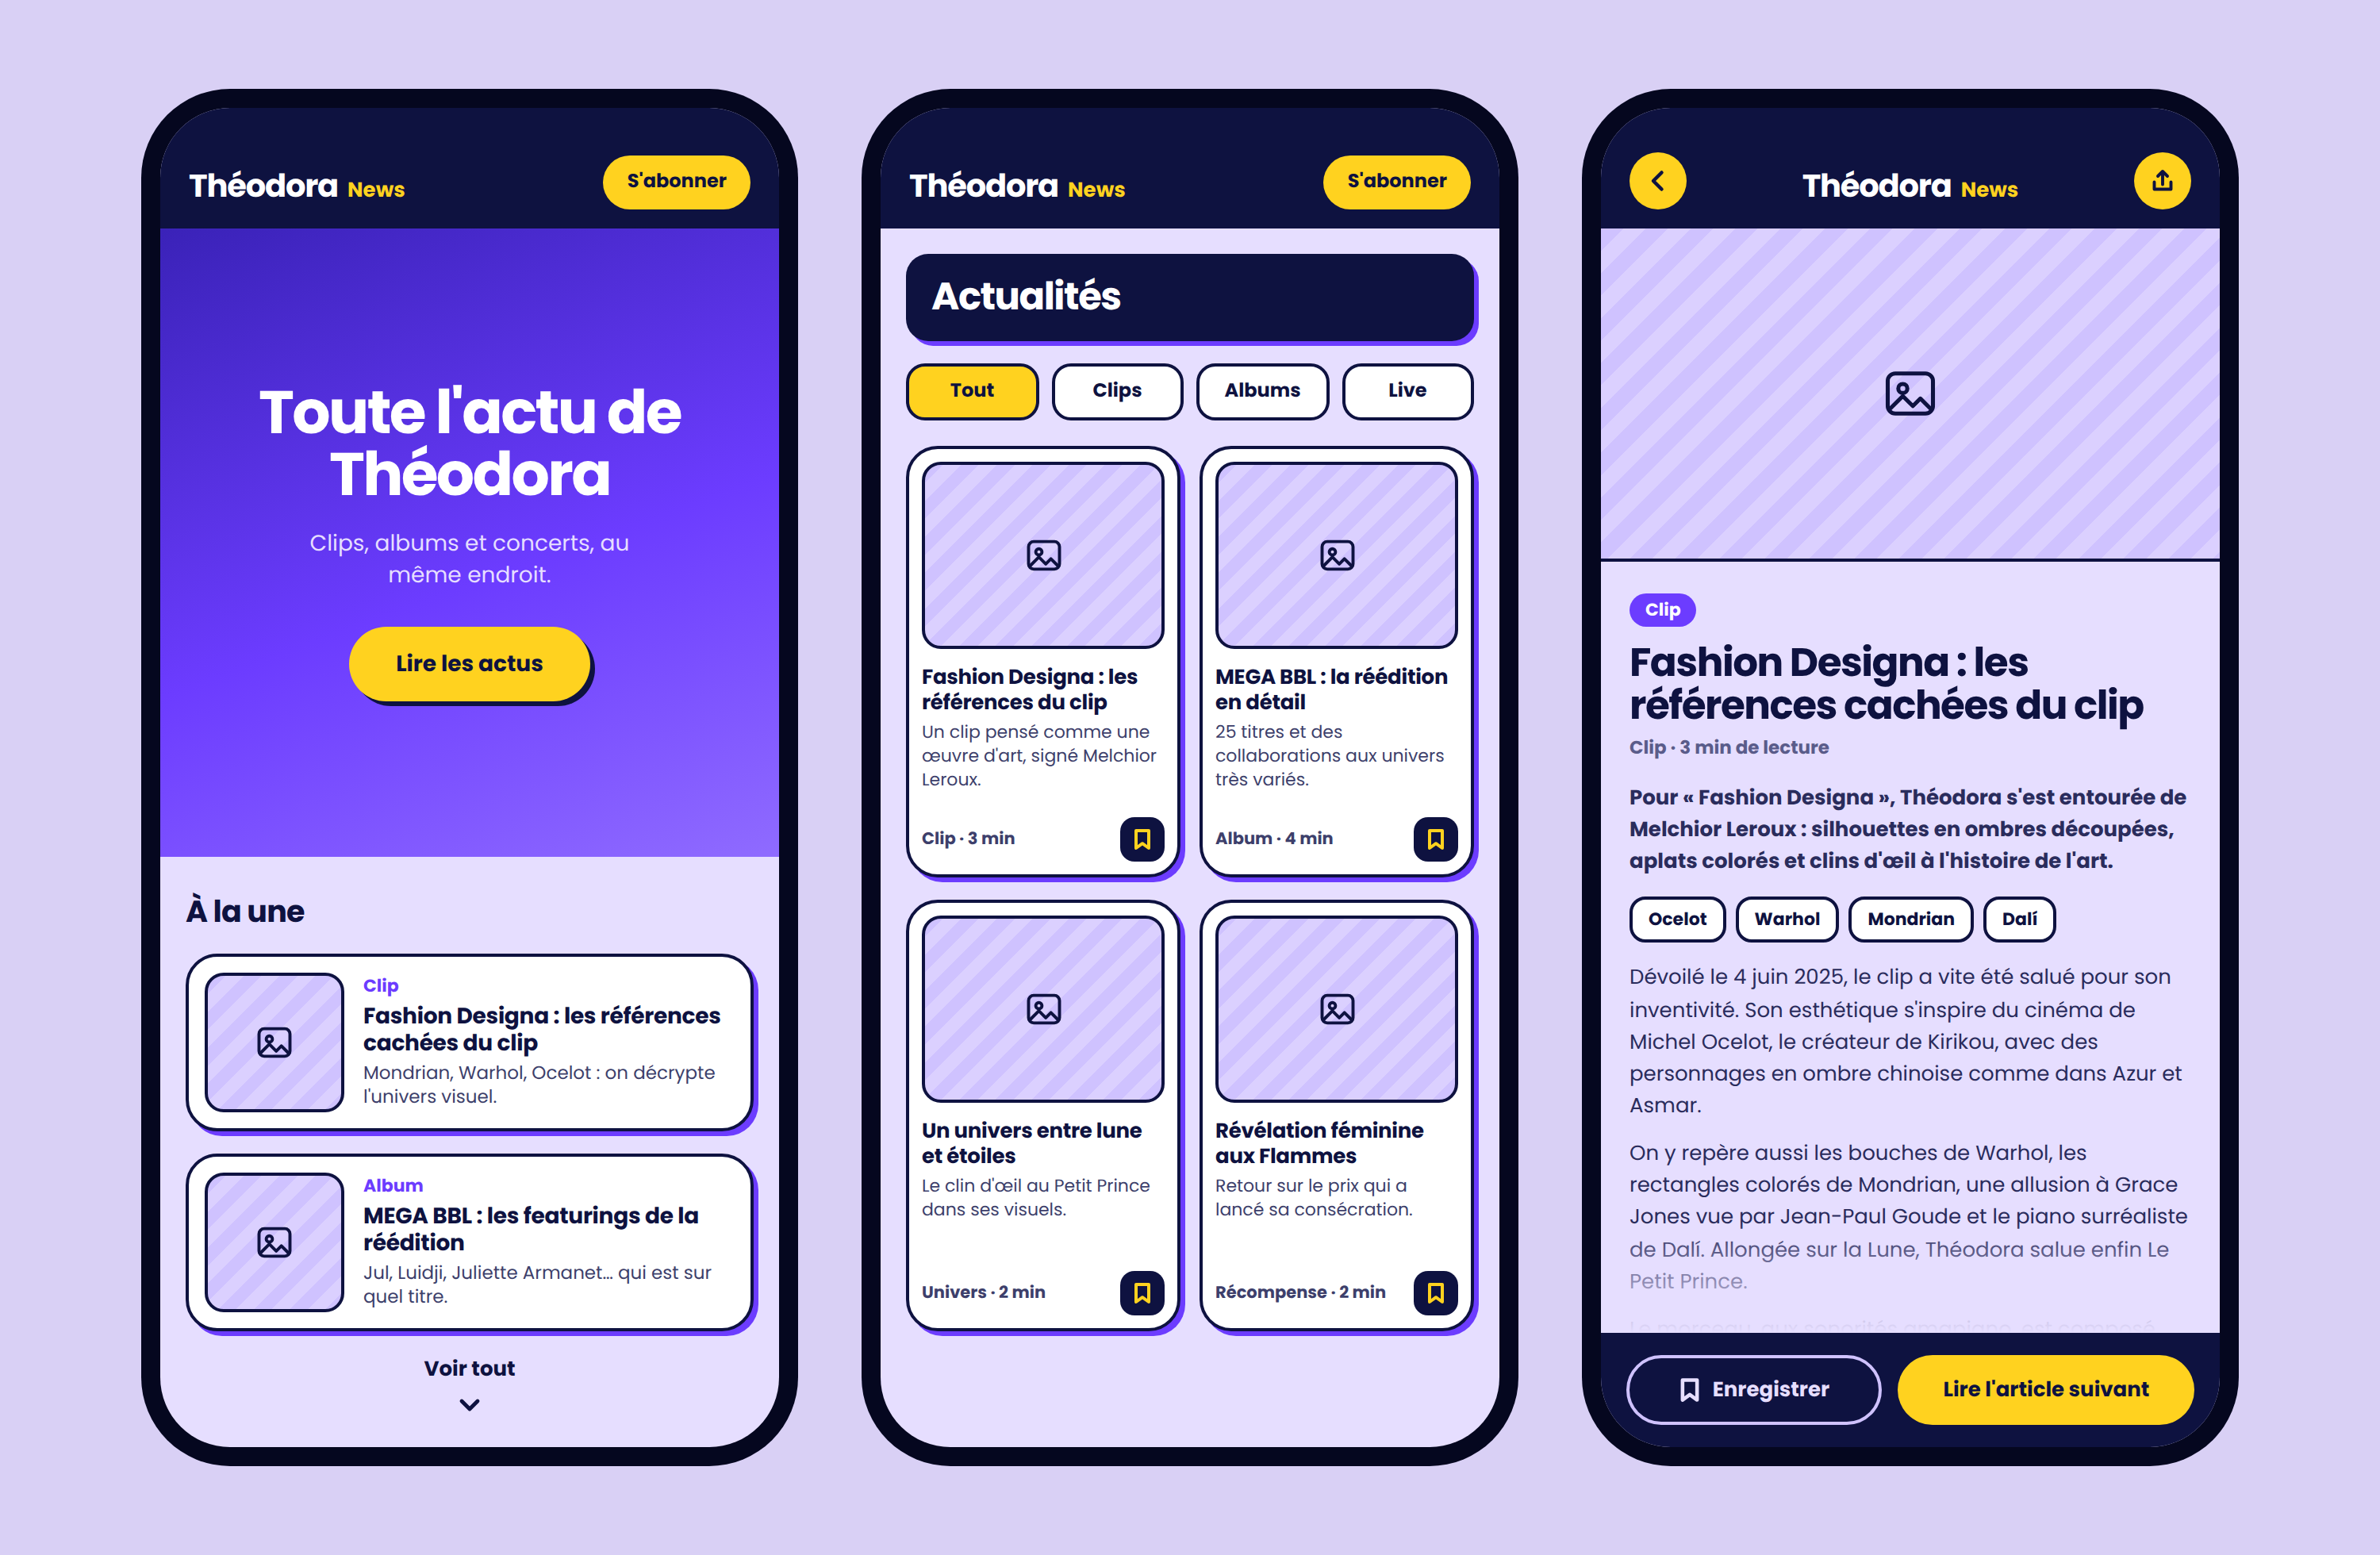 Théodora News
S'abonner
Toute l'actu de
Théodora
Clips, albums et concerts, au
même endroit.
Lire les actus
À la une
Clip
Fashion Designa : les références
cachées du clip
Mondrian, Warhol, Ocelot : on décrypte
l'univers visuel.
Album
MEGA BBL : les featurings de la
réédition
Jul, Luidji, Juliette Armanet... qui est sur
quel titre.
Voir tout
Théodora News
S'abonner
Actualités
Tout
Clips
Albums
Live
Fashion Designa : les
références du clip
Un clip pensé comme une
œuvre d'art, signé Melchior
Leroux.
Clip · 3 min
MEGA BBL : la réédition
en détail
25 titres et des
collaborations aux univers
très variés.
Album · 4 min
Un univers entre lune
et étoiles
Le clin d'œil au Petit Prince
dans ses visuels.
Univers · 2 min
Révélation féminine
aux Flammes
Retour sur le prix qui a
lancé sa consécration.
Récompense · 2 min
Théodora News
Clip
Fashion Designa : les
références cachées du clip
Clip · 3 min de lecture
Pour « Fashion Designa », Théodora s'est entourée de
Melchior Leroux : silhouettes en ombres découpées,
aplats colorés et clins d'œil à l'histoire de l'art.
Ocelot
Warhol
Mondrian
Dalí
Dévoilé le 4 juin 2025, le clip a vite été salué pour son
inventivité. Son esthétique s'inspire du cinéma de
Michel Ocelot, le créateur de Kirikou, avec des
personnages en ombre chinoise comme dans Azur et
Asmar.
On y repère aussi les bouches de Warhol, les
rectangles colorés de Mondrian, une allusion à Grace
Jones vue par Jean-Paul Goude et le piano surréaliste
de Dalí. Allongée sur la Lune, Théodora salue enfin Le
Petit Prince.
Le morceau, aux sonorités amapiano, est composé
Enregistrer
Lire l'article suivant